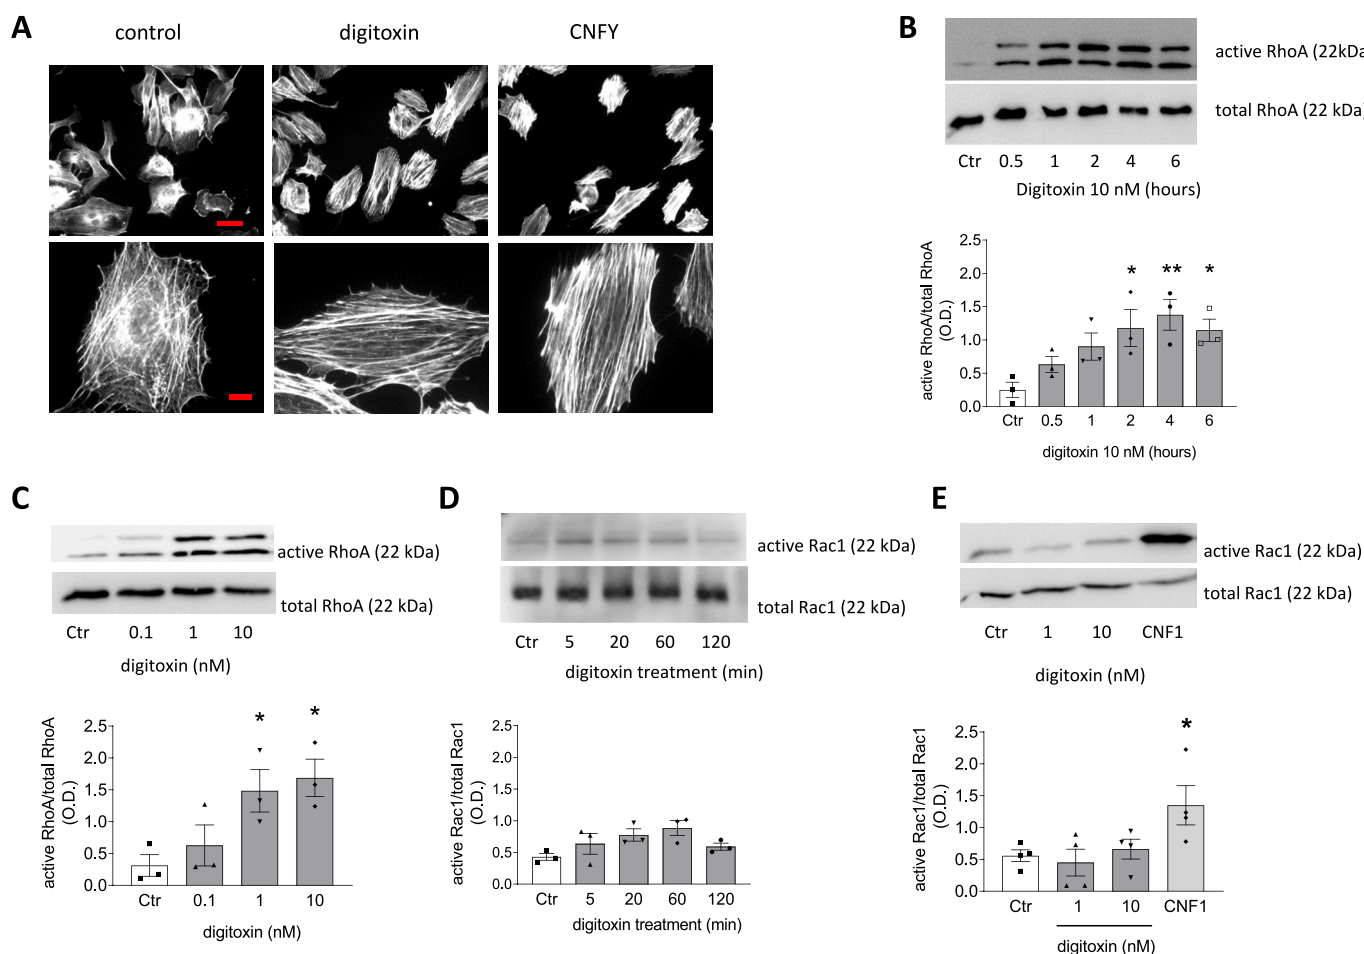 A
control
digitoxin
CNFY
B
active RhoA (22kDa
total RhoA (22 kDa)
Ctr 0.5 1 2 4 6
Digitoxin 10 nM (hours)
active RhoA/total RhoA
(O.D.)
2.5
2.0
1.5
1.0
0.5
0.0
* ** *
Ctr 0.5 1 2 4 6
digitoxin 10 nM (hours)
C
active RhoA (22 kDa)
total RhoA (22 kDa)
Ctr 0.1 1 10
digitoxin (nM)
active RhoA/total RhoA
(O.D.)
2.5
2.0
1.5
1.0
0.5
0.0
* *
Ctr 0.1 1 10
digitoxin (nM)
D
active Rac1 (22 kDa)
total Rac1 (22 kDa)
Ctr 5 20 60 120
digitoxin treatment (min)
active Rac1/total Rac1
(O.D.)
2.5
2.0
1.5
1.0
0.5
0.0
Ctr 5 20 60 120
digitoxin treatment (min)
E
active Rac1 (22 kDa)
total Rac1 (22 kDa)
Ctr 1 10 CNF1
digitoxin (nM)
active Rac1/total Rac1
(O.D.)
2.5
2.0
1.5
1.0
0.5
0.0
*
Ctr 1 10 CNF1
digitoxin (nM)